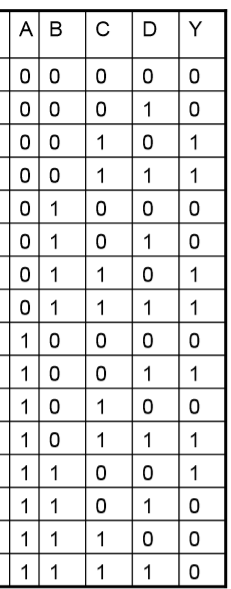 A B C D Y
0 0 0 0 0
0 0 0 1 0
0 0 1 0 1
0 0 1 1 1
0 1 0 0 0
0 1 0 1 0
0 1 1 0 1
0 1 1 1 1
1 0 0 0 0
1 0 0 1 1
1 0 1 0 0
1 0 1 1 1
1 1 0 0 1
1 1 0 1 0
1 1 1 0 0
1 1 1 1 0